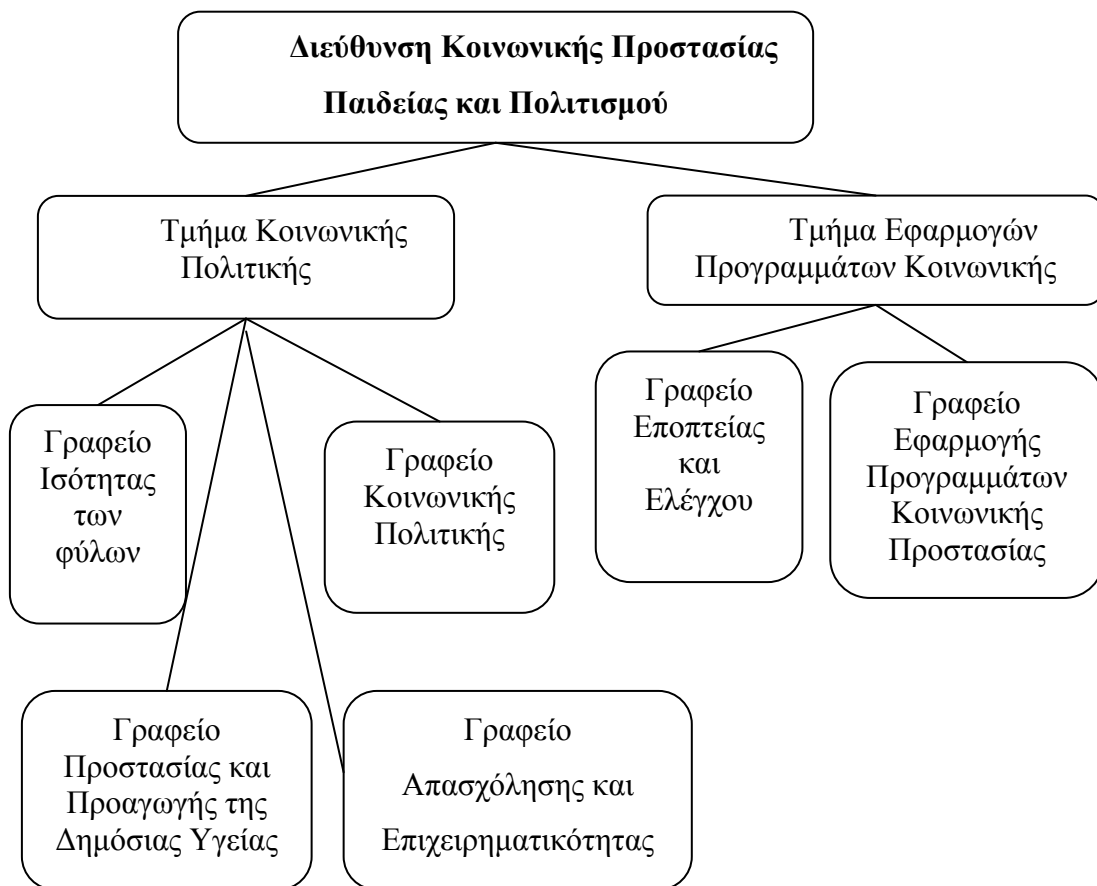 Διεύθυνση Κοινωνικής Προστασίας
Παιδείας και Πολιτισμού
Τμήμα Κοινωνικής
Πολιτικής
Τμήμα Εφαρμογών
Προγραμμάτων Κοινωνικής
Γραφείο
Ισότητας
των
φύλων
Γραφείο
Κοινωνικής
Πολιτικής
Γραφείο
Εποπτείας
και
Ελέγχου
Γραφείο
Εφαρμογής
Προγραμμάτων
Κοινωνικής
Προστασίας
Γραφείο
Προστασίας και
Προαγωγής της
Δημόσιας Υγείας
Γραφείο
Απασχόλησης και
Επιχειρηματικότητας